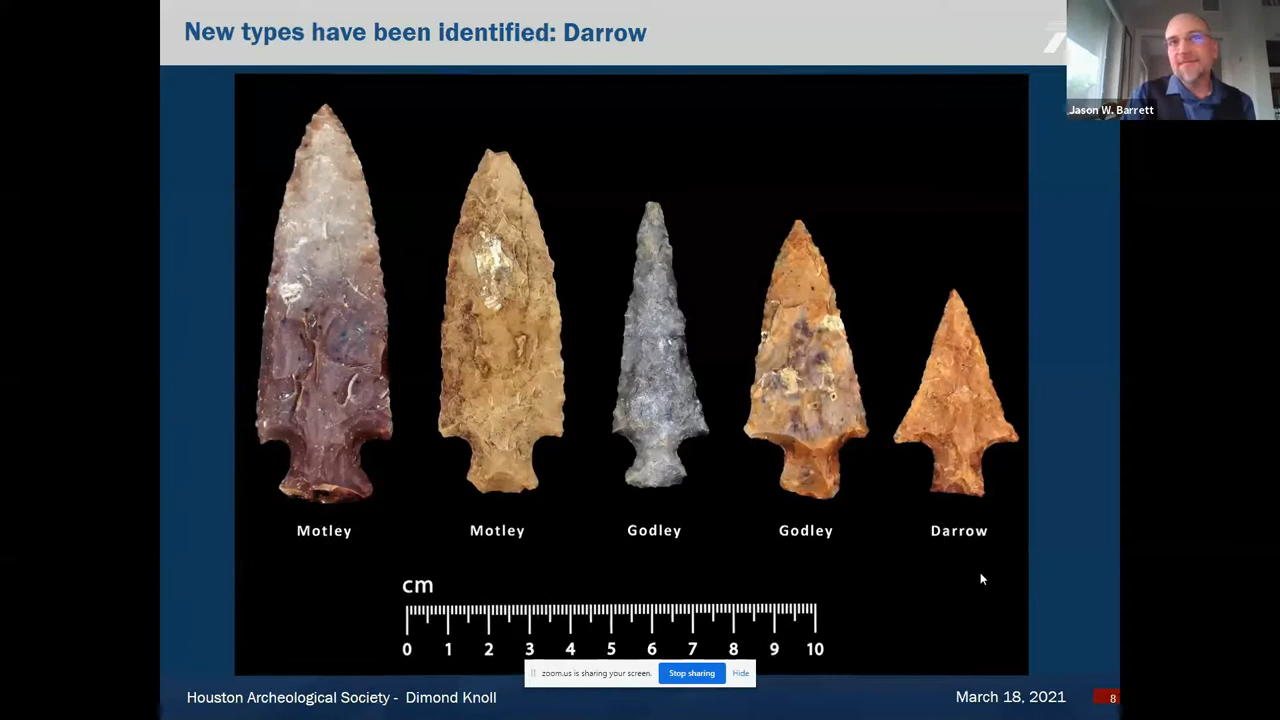 New types have been identified: Darrow
Jason W. Barrett
Motley Motley Godley Godley Darrow
cm
0 1 2 3 4 5 6 7 8 9 10
zoom.us is sharing your screen. Stop sharing Hide
Houston Archeological Society - Dimond Knoll March 18, 2021 8